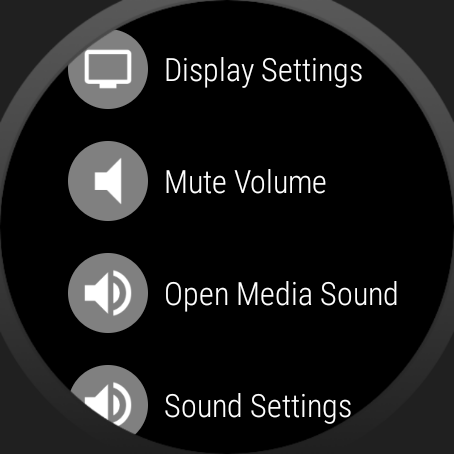 Display Settings
Mute Volume
Open Media Sound
Sound Settings